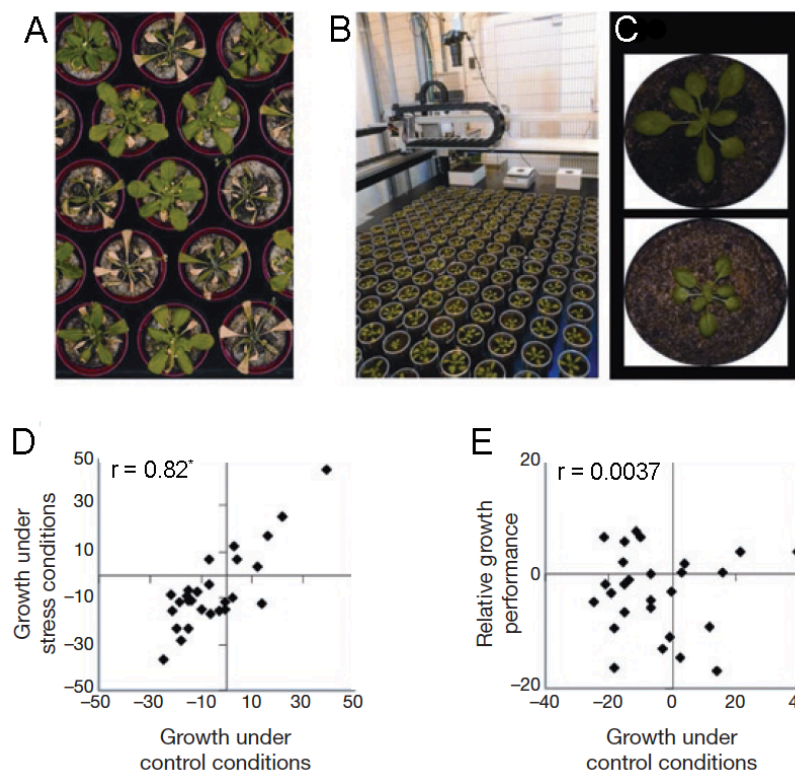 A
B
C
D
r = 0.82*
50
30
10
−10
−30
−50
−50
−30
−10
10
30
50
Growth under
stress conditions
Growth under
control conditions
E
r = 0.0037
20
0
−20
−40
−20
0
20
4
Relative growth
performance
Growth under
control conditions